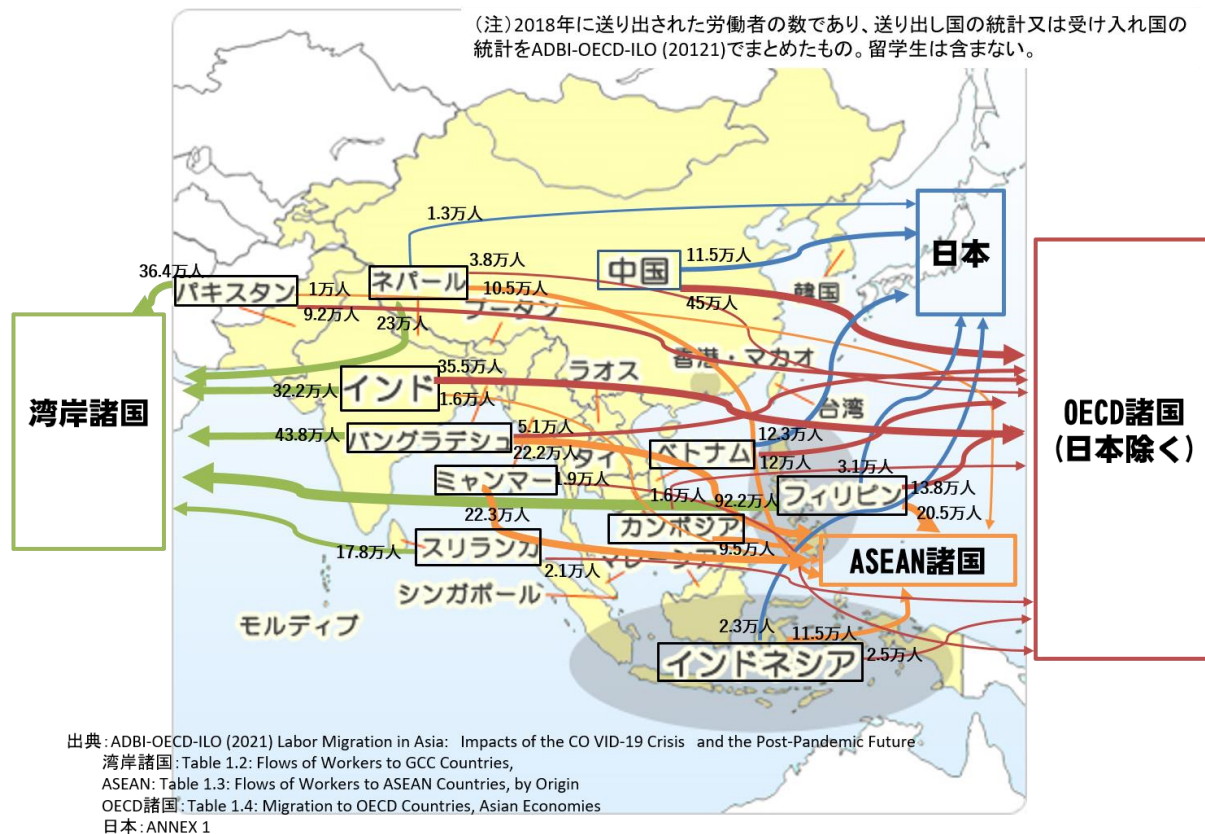 (注)2018年に送り出された労働者の数であり、送り出し国の統計又は受け入れ国の
統計をADBI-OECD-ILO (20121)でまとめたもの。留学生は含まない。
1.3万人
日本
11.5万人
中国
3.8万人
36.4万人
ネパール
10.5万人
パキスタン
1万人
韓国
45万人
9.2万人
ブータン
23万人
香港・マカオ
湾岸諸国
35.5万人
ラオス
インド
32.2万人
1.6万人
台湾
OECD諸国
(日本除く)
5.1万人
43.8万人
バングラデシュ
12.3万人
22.2万人
タイ
ベトナム
12万人
3.1万人
ミャンマー
1.9万人
1.6万人
92.2万人
フィリピン
13.8万人
20.5万人
22.3万人
カンボジア
17.8万人
スリランカ
9.5万人
マレーシア
ASEAN諸国
2.1万人
シンガポール
モルディブ
2.3万人
11.5万人
インドネシア
2.5万人
出典:ADBI-OECD-ILO (2021) Labor Migration in Asia: Impacts of the CO VID-19 Crisis and the Post-Pandemic Future
湾岸諸国:Table 1.2: Flows of Workers to GCC Countries,
ASEAN: Table 1.3: Flows of Workers to ASEAN Countries, by Origin
OECD諸国:Table 1.4: Migration to OECD Countries, Asian Economies
日本:ANNEX 1